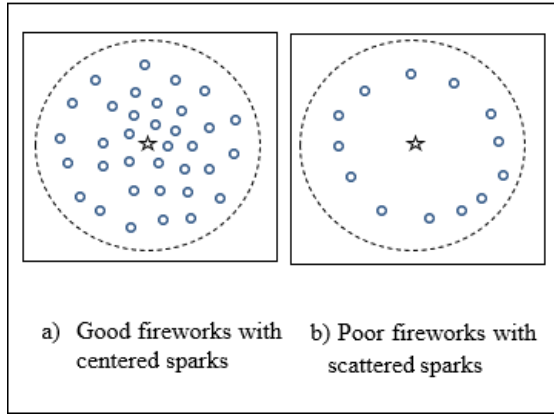 a) Good fireworks with
centered sparks
b) Poor fireworks with
scattered sparks